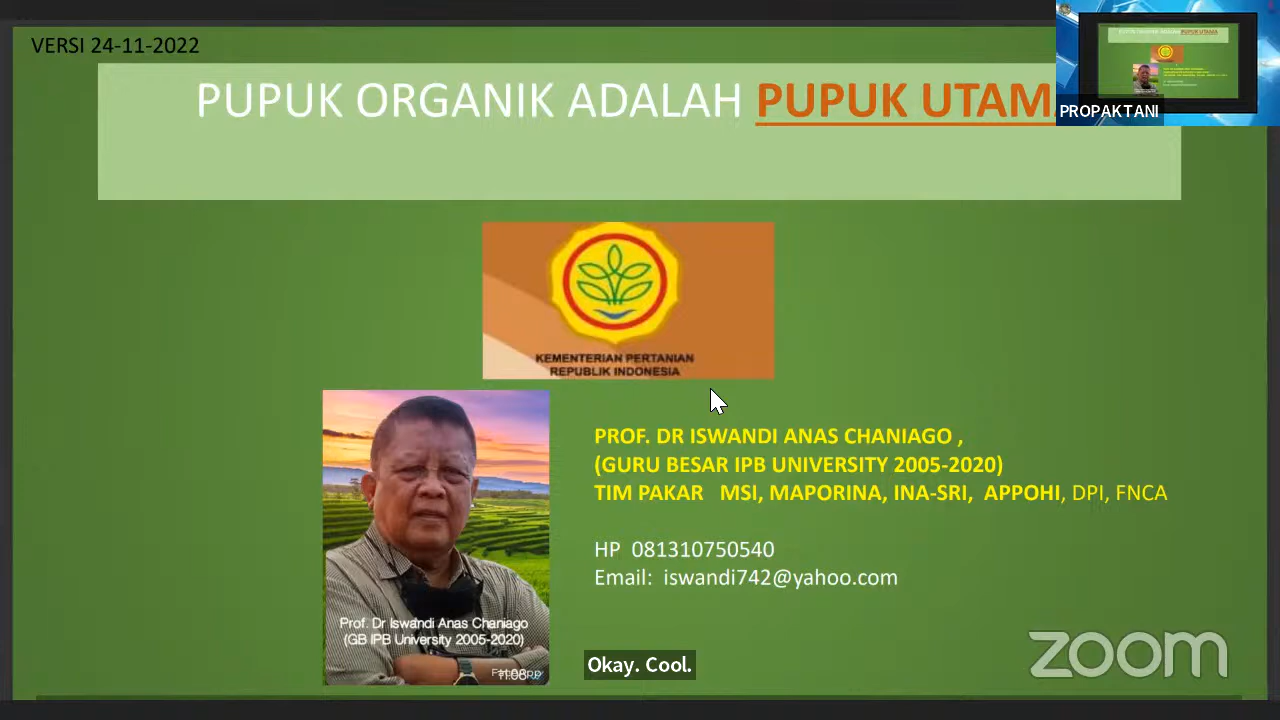 VERSI 24-11-2022
PUPUK ORGANIK ADALAH PUPUK UTAM
PROPAKTANI
KEMENTERIAN PERTANIAN
REPUBLIK INDONESIA
PROF. DR ISWANDI ANAS CHANIAGO ,
(GURU BESAR IPB UNIVERSITY 2005-2020)
TIM PAKAR MSI, MAPORINA, INA-SRI, APPOHI, DPI, FNCA
HP 081310750540
Email: iswandi742@yahoo.com
Prof. Dr Iswandi Anas Chaniago
(GB IPB University 2005-2020)
Okay. Cool.
zoom